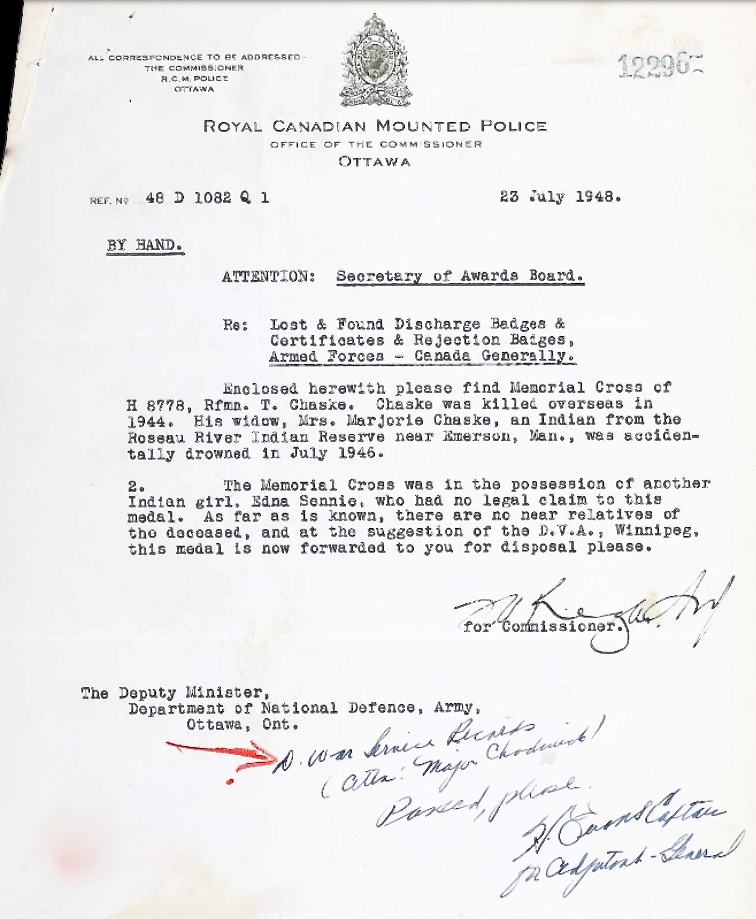 ALL CORRESPONDENCE TO BE ADDRESSED-
THE COMMISSIONER
R.C.M. POLICE
OTTAWA
ROYAL CANADIAN MOUNTED POLICE
OFFICE OF THE COMMISSIONER
OTTAWA
REF. Nº 48 D 1082 Q 1
23 July 1948.
BY HAND.
ATTENTION: Secretary of Awards Board.
Re: Lost & Found Discharge Badges &
Certificates & Rejection Badges,
Armed Forces - Canada Generally.
Enclosed herewith please find Memorial Cross of
H 8778, Rfmn. T. Chaske. Chaske was killed overseas in
1944. His widow, Mrs. Marjorie Chaske, an Indian from the
Roseau River Indian Reserve near Emerson, Man., was acciden-
tally drowned in July 1946.
2. The Memorial Cross was in the possession of another
Indian girl, Edna Sennie, who had no legal claim to this
medal. As far as is known, there are no near relatives of
the deceased, and at the suggestion of the D.V.A., Winnipeg,
this medal is now forwarded to you for disposal please.
for Commissioner.
The Deputy Minister,
Department of National Defence, Army,
Ottawa, Ont.
D. War Service Records
(Attn: Major Chadwick)
Passed, please.
Captain
for Adjutant-General